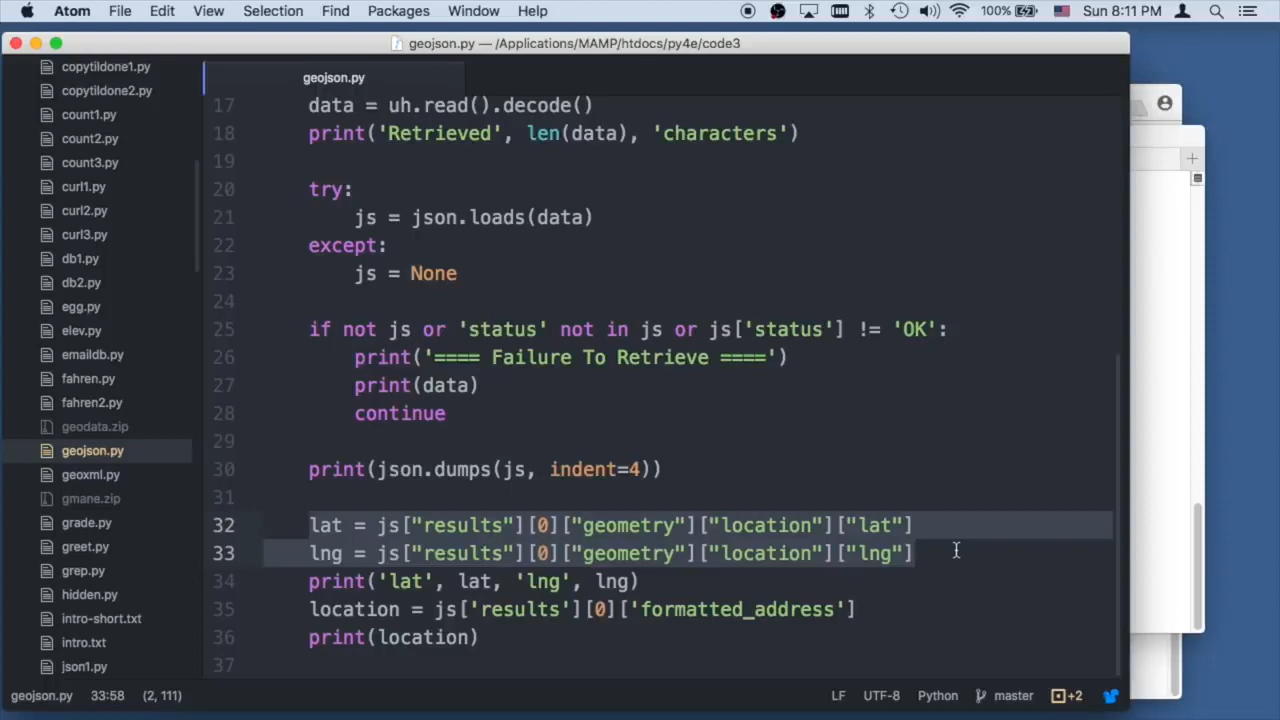 Atom File Edit View Selection Find Packages Window Help 100% Sun 8:11 PM
geojson.py — /Applications/MAMP/htdocs/py4e/code3
copytildone1.py
copytildone2.py
count1.py
count2.py
count3.py
curl1.py
curl2.py
curl3.py
db1.py
db2.py
egg.py
elev.py
emaildb.py
fahren.py
fahren2.py
geodata.zip
geojson.py
geoxml.py
gmane.zip
grade.py
greet.py
grep.py
hidden.py
intro-short.txt
intro.txt
json1.py
geojson.py
17 data = uh.read().decode()
18 print('Retrieved', len(data), 'characters')
19
20 try:
21 js = json.loads(data)
22 except:
23 js = None
24
25 if not js or 'status' not in js or js['status'] != 'OK':
26 print('==== Failure To Retrieve ====')
27 print(data)
28 continue
29
30 print(json.dumps(js, indent=4))
31
32 lat = js["results"][0]["geometry"]["location"]["lat"]
33 lng = js["results"][0]["geometry"]["location"]["lng"]
34 print('lat', lat, 'lng', lng)
35 location = js['results'][0]['formatted_address']
36 print(location)
37
geojson.py 33:58 (2, 111) LF UTF-8 Python master +2